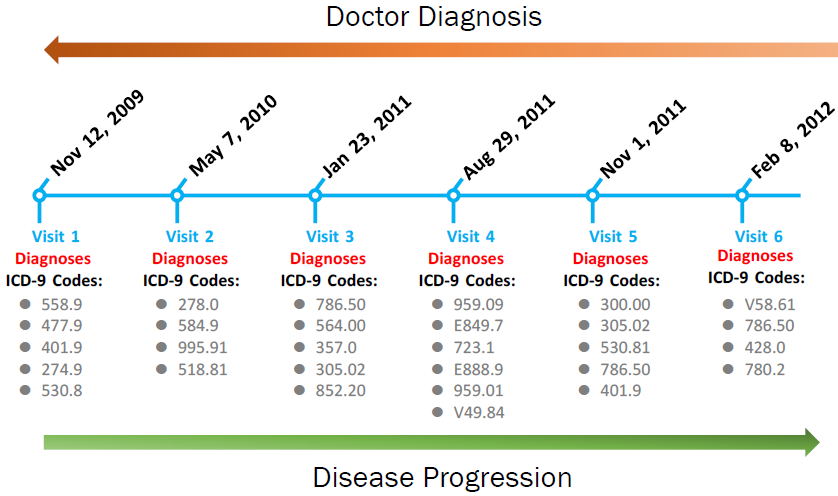 Doctor Diagnosis
Nov 12, 2009
May 7, 2010
Jan 23, 2011
Aug 29, 2011
Nov 1, 2011
Feb 8, 2012
Visit 1
Diagnoses
ICD-9 Codes:
558.9
477.9
401.9
274.9
530.8
Visit 2
Diagnoses
ICD-9 Codes:
278.0
584.9
995.91
518.81
Visit 3
Diagnoses
ICD-9 Codes:
786.50
564.00
357.0
305.02
852.20
Visit 4
Diagnoses
ICD-9 Codes:
959.09
E849.7
723.1
E888.9
959.01
V49.84
Visit 5
Diagnoses
ICD-9 Codes:
300.00
305.02
530.81
786.50
401.9
Visit 6
Diagnoses
ICD-9 Codes:
V58.61
786.50
428.0
780.2
Disease Progression